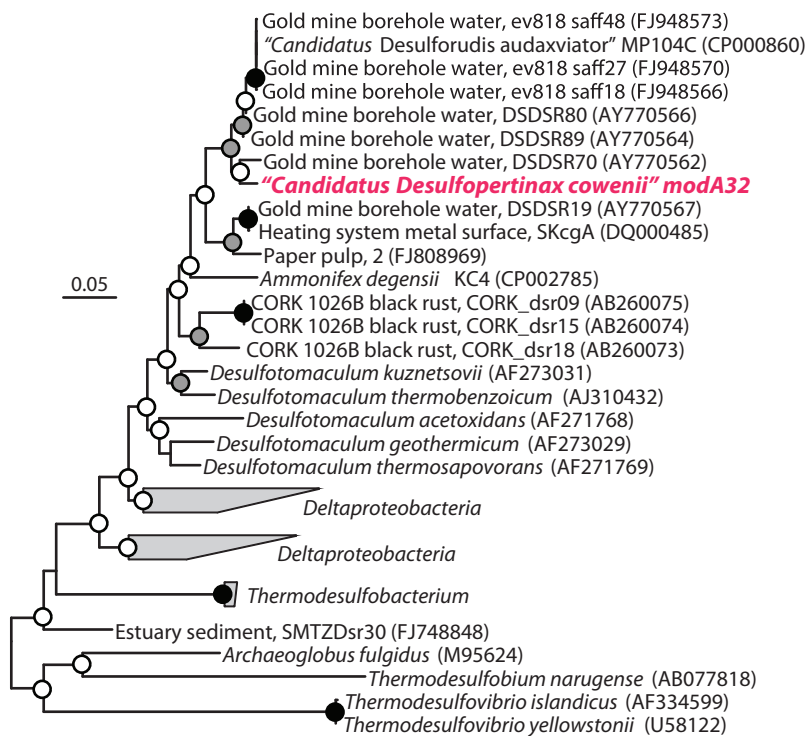 Gold mine borehole water, ev818 saff48 (FJ948573)
“Candidatus Desulforudis audaxviator” MP104C (CP000860)
Gold mine borehole water, ev818 saff27 (FJ948570)
Gold mine borehole water, ev818 saff18 (FJ948566)
Gold mine borehole water, DSDSR80 (AY770566)
Gold mine borehole water, DSDSR89 (AY770564)
Gold mine borehole water, DSDSR70 (AY770562)
“Candidatus Desulfopertinax cowenii” modA32
Gold mine borehole water, DSDSR19 (AY770567)
Heating system metal surface, SKcgA (DQ000485)
Paper pulp, 2 (FJ808969)
Ammonifex degensii KC4 (CP002785)
0.05
CORK 1026B black rust, CORK_dsr09 (AB260075)
CORK 1026B black rust, CORK_dsr15 (AB260074)
CORK 1026B black rust, CORK_dsr18 (AB260073)
Desulfotomaculum kuznetsovii (AF273031)
Desulfotomaculum thermobenzoicum (AJ310432)
Desulfotomaculum acetoxidans (AF271768)
Desulfotomaculum geothermicum (AF273029)
Desulfotomaculum thermosapovorans (AF271769)
Deltaproteobacteria
Deltaproteobacteria
Thermodesulfobacterium
Estuary sediment, SMTZDsr30 (FJ748848)
Archaeoglobus fulgidus (M95624)
Thermodesulfobium narugense (AB077818)
Thermodesulfovibrio islandicus (AF334599)
Thermodesulfovibrio yellowstonii (U58122)